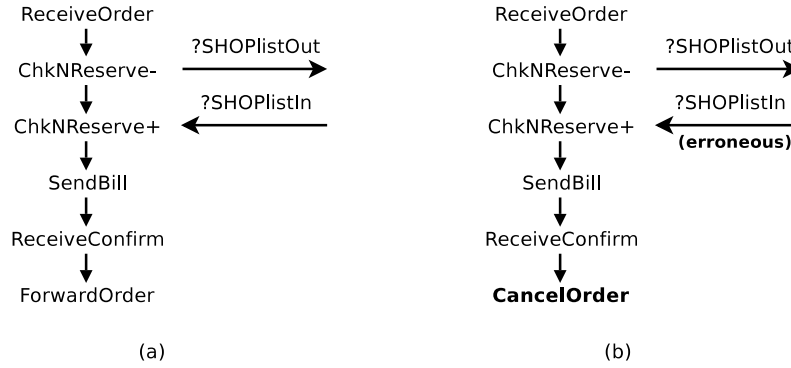 ReceiveOrder
?SHOPlistOut
ChkNReserve-
?SHOPlistIn
ChkNReserve+
SendBill
ReceiveConfirm
ForwardOrder
(a)
ReceiveOrder
?SHOPlistOut
ChkNReserve-
?SHOPlistIn
ChkNReserve+
(erroneous)
SendBill
ReceiveConfirm
CancelOrder
(b)